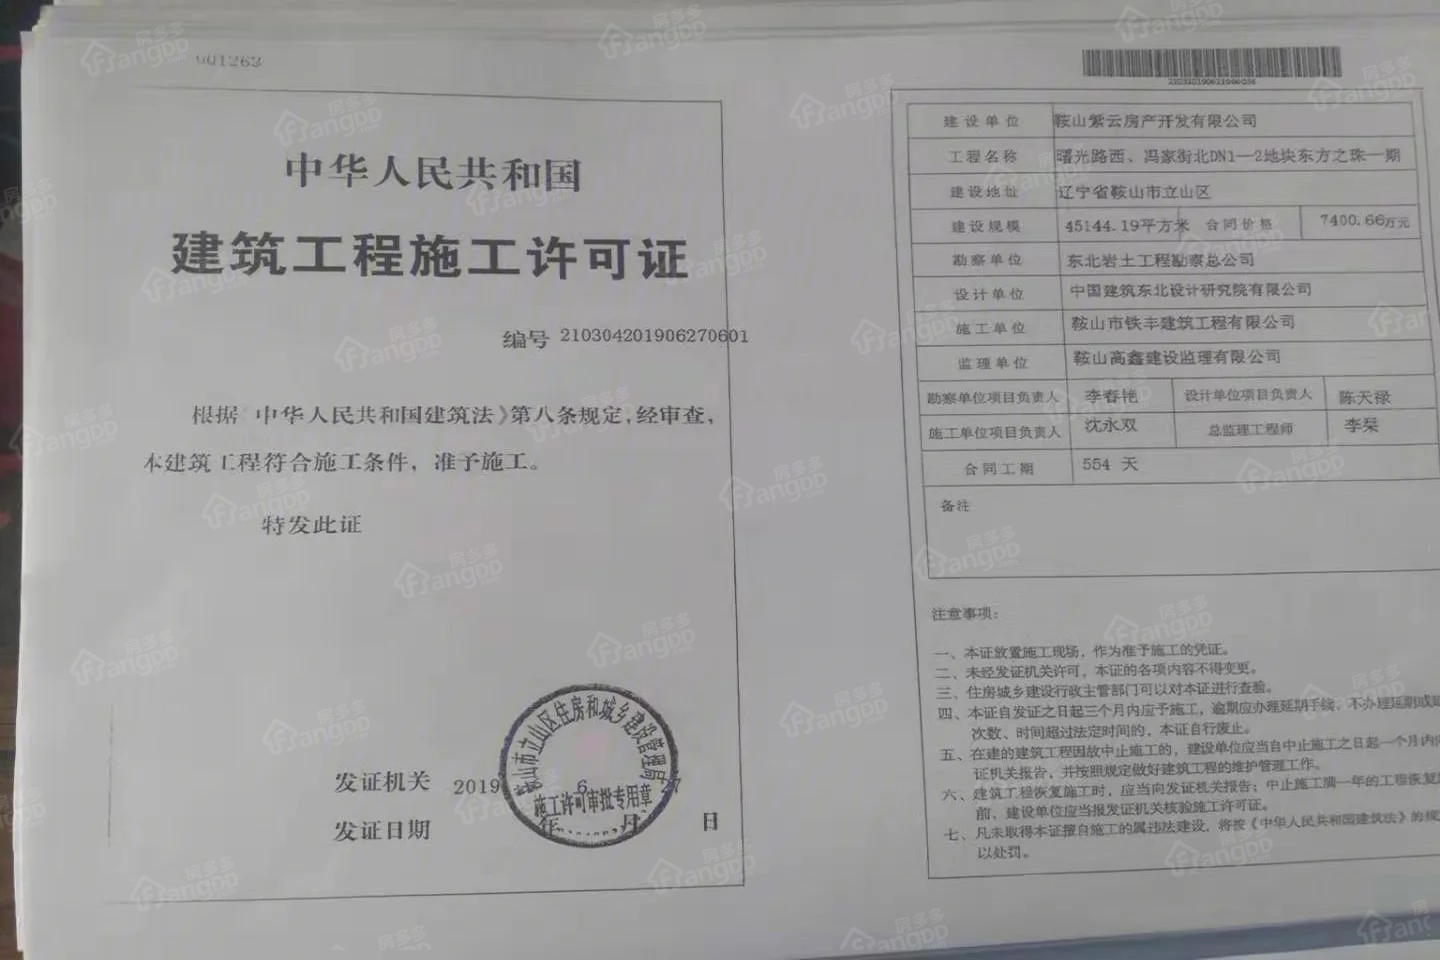 001263
中华人民共和国
建筑工程施工许可证
编号 210304201906270601
根据《中华人民共和国建筑法》第八条规定,经审查,
本建筑工程符合施工条件,准予施工。
特发此证
鞍山市立山区住房和城乡建设管理局
施工许可审批专用章
发证机关 2019 6
发证日期 年 月 日
建设单位 鞍山紫云房产开发有限公司
工程名称 曙光路西、冯家街北DN1—2地块东方之珠一期
建设地址 辽宁省鞍山市立山区
建设规模 45144.19平方米 合同价格 7400.66万元
勘察单位 东北岩土工程勘察总公司
设计单位 中国建筑东北设计研究院有限公司
施工单位 鞍山市铁丰建筑工程有限公司
监理单位 鞍山高鑫建设监理有限公司
勘察单位项目负责人 李春艳 设计单位项目负责人 陈天禄
施工单位项目负责人 沈永双 总监理工程师 李琹
合同工期 554 天
备注
注意事项:
一、本证放置施工现场,作为准予施工的凭证。
二、未经发证机关许可,本证的各项内容不得变更。
三、住房城乡建设行政主管部门可以对本证进行查验。
四、本证自发证之日起三个月内应予施工,逾期应办理延期手续,不办理延期或
次数、时间超过法定时间的,本证自行废止。
五、在建的建筑工程因故中止施工的,建设单位应当自中止施工之日起一个月内向
证机关报告,并按照规定做好建筑工程的维护管理工作。
六、建筑工程恢复施工时,应当向发证机关报告;中止施工满一年的工程恢复施
前,建设单位应当报发证机关核验施工许可证。
七、凡未取得本证擅自施工的属违法建设,将按《中华人民共和国建筑法》的规
以处罚。
房多多
Fangdd